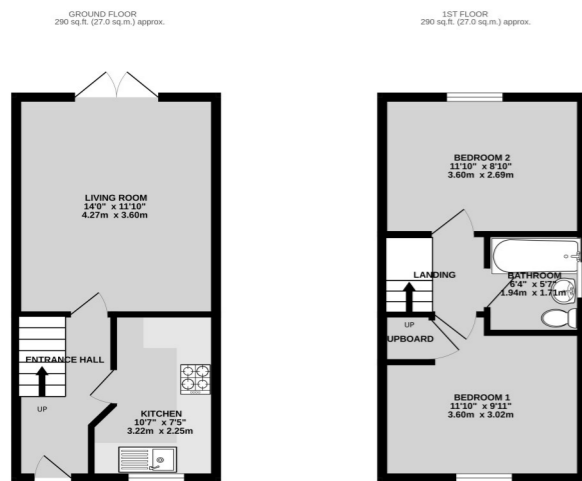 GROUND FLOOR
290 sq.ft. (27.0 sq.m.) approx.
LIVING ROOM
14'0" x 11'10"
4.27m x 3.60m
ENTRANCE HALL
UP
KITCHEN
10'7" x 7'5"
3.22m x 2.25m
1ST FLOOR
290 sq.ft. (27.0 sq.m.) approx.
BEDROOM 2
11'10" x 8'10"
3.60m x 2.69m
LANDING
BATHROOM
6'4" x 5'7"
1.94m x 1.71m
UP
UPBOARD
BEDROOM 1
11'10" x 9'11"
3.60m x 3.02m